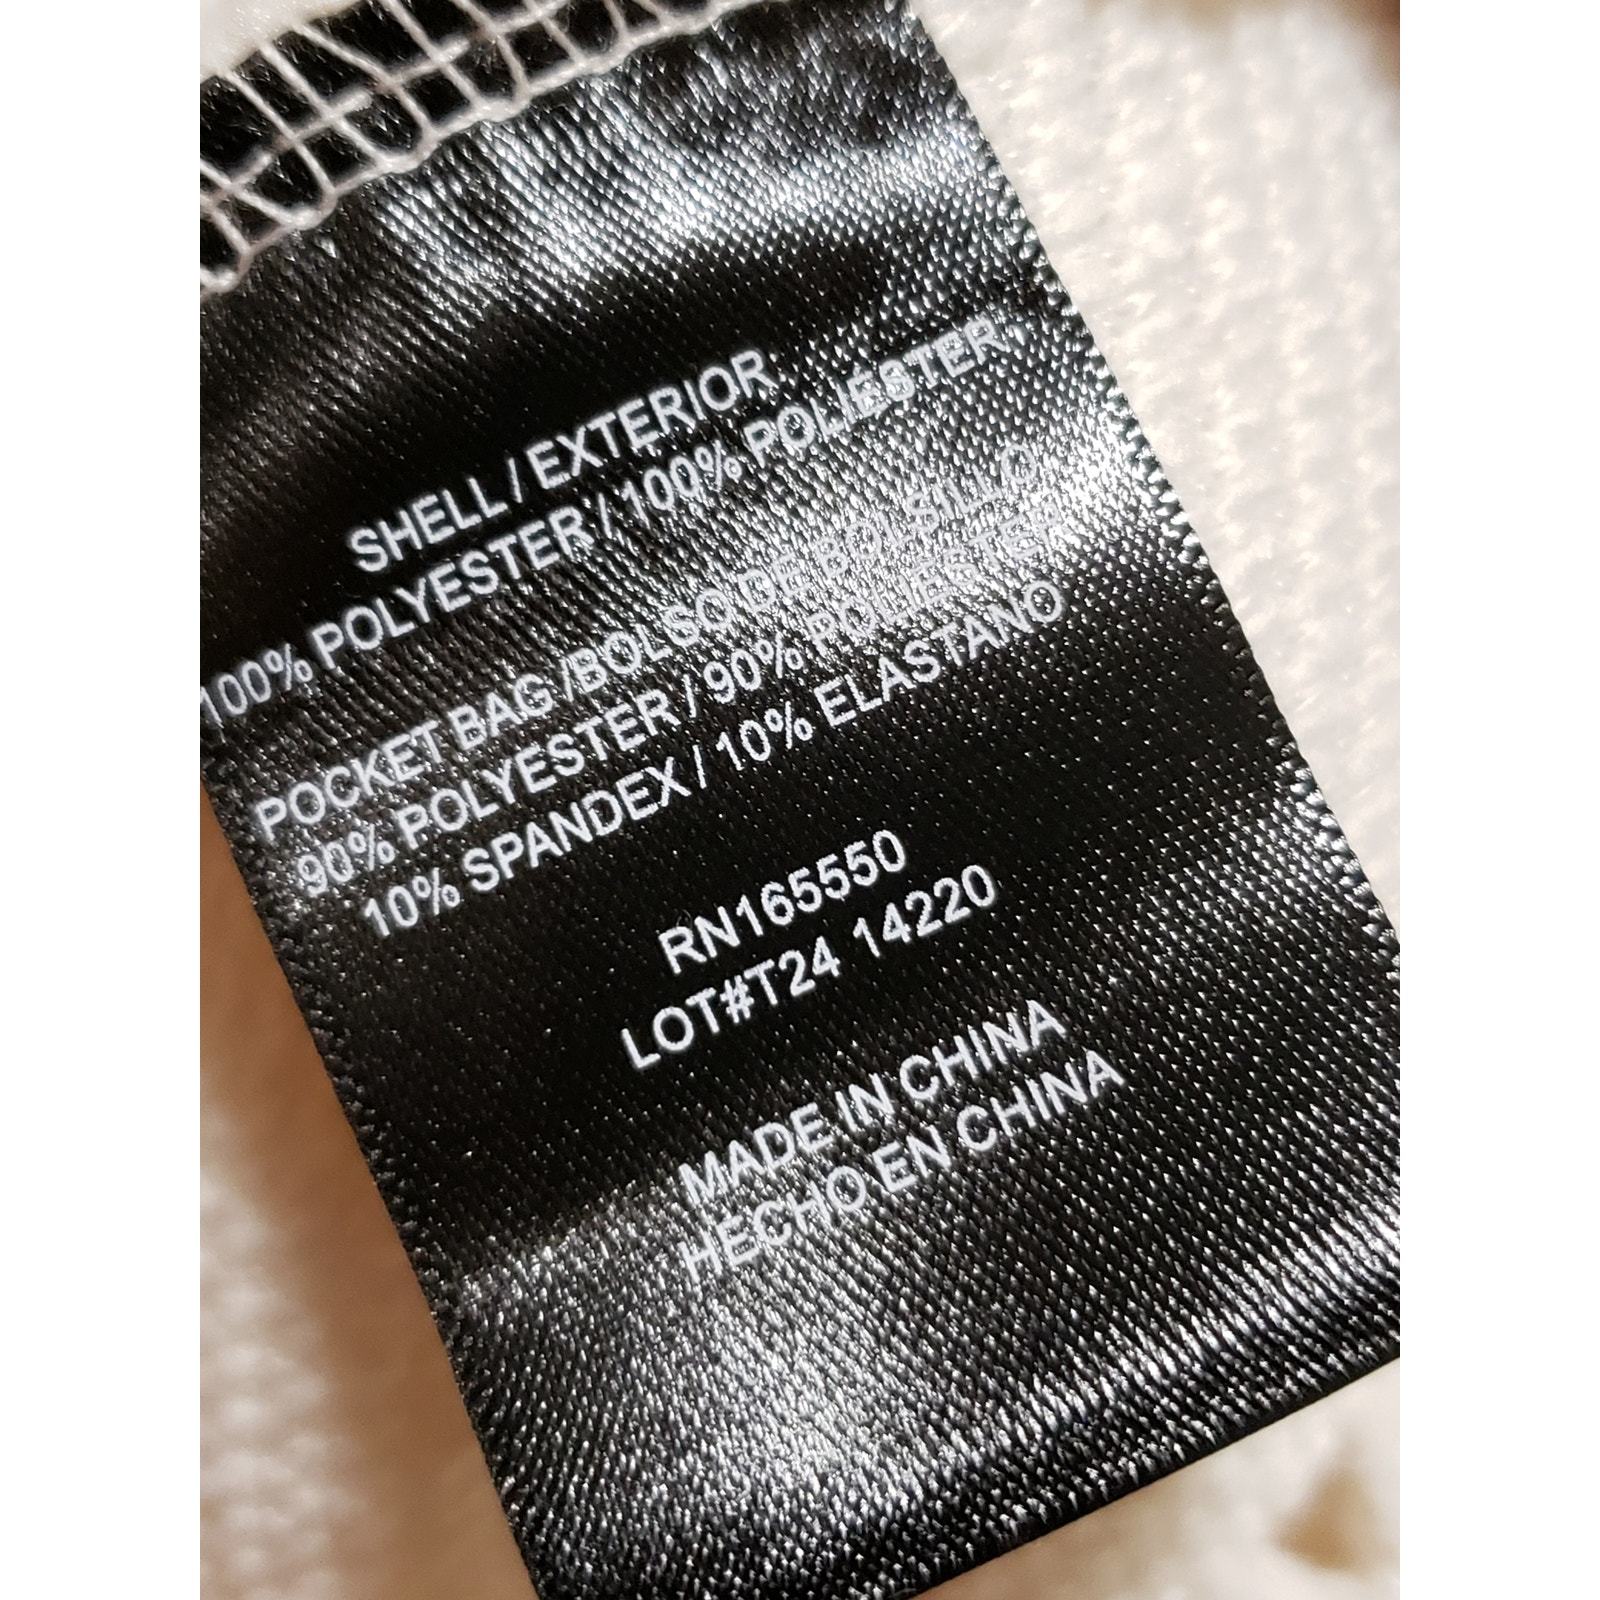 SHELL / EXTERIOR
100% POLYESTER / 100% POLIÉSTER
POCKET BAG /BOLSO DE BOLSILLO
90% POLYESTER / 90% POLIESTER
10% SPANDEX / 10% ELASTANO
RN165550
LOT#T24 14220
MADE IN CHINA
HECHO EN CHINA